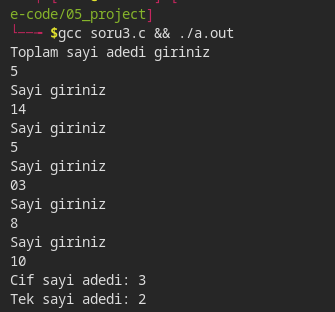 e-code/05_project]
$gcc soru3.c && ./a.out
Toplam sayi adedi giriniz
5
Sayi giriniz
14
Sayi giriniz
5
Sayi giriniz
03
Sayi giriniz
8
Sayi giriniz
10
Cif sayi adedi: 3
Tek sayi adedi: 2